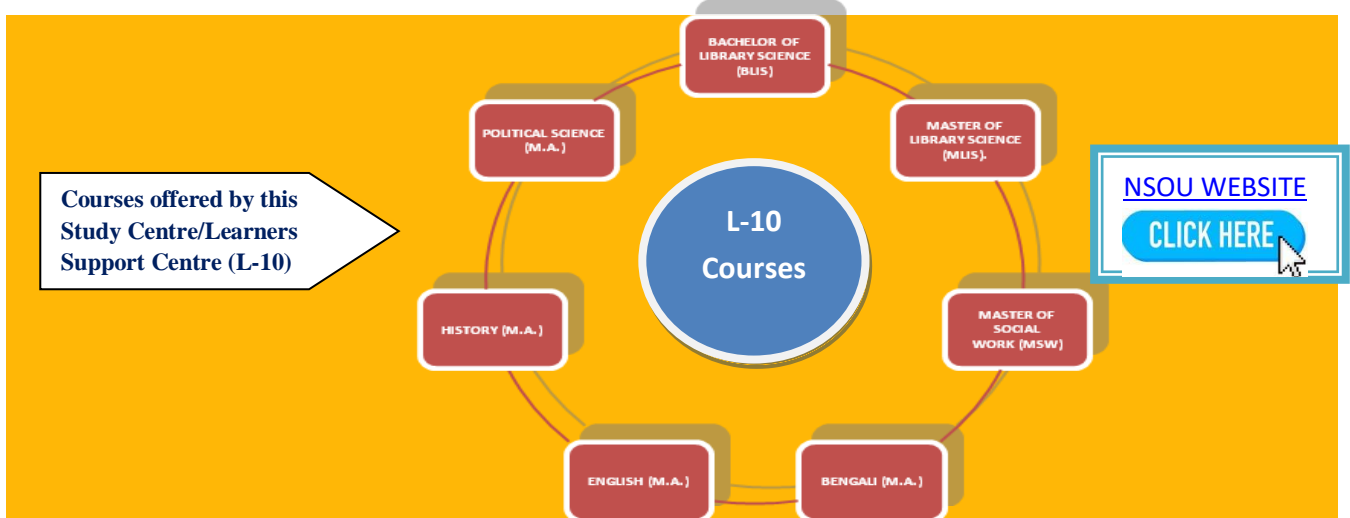 Courses offered by this
Study Centre/Learners
Support Centre (L-10)
BACHELOR OF
LIBRARY SCIENCE
(BLIS)
MASTER OF
LIBRARY SCIENCE
(MLIS).
MASTER OF
SOCIAL
WORK (MSW)
BENGALI (M.A.)
ENGLISH (M.A.)
HISTORY (M.A.)
POLITICAL SCIENCE
(M.A.)
L-10
Courses
NSOU WEBSITE
CLICK HERE